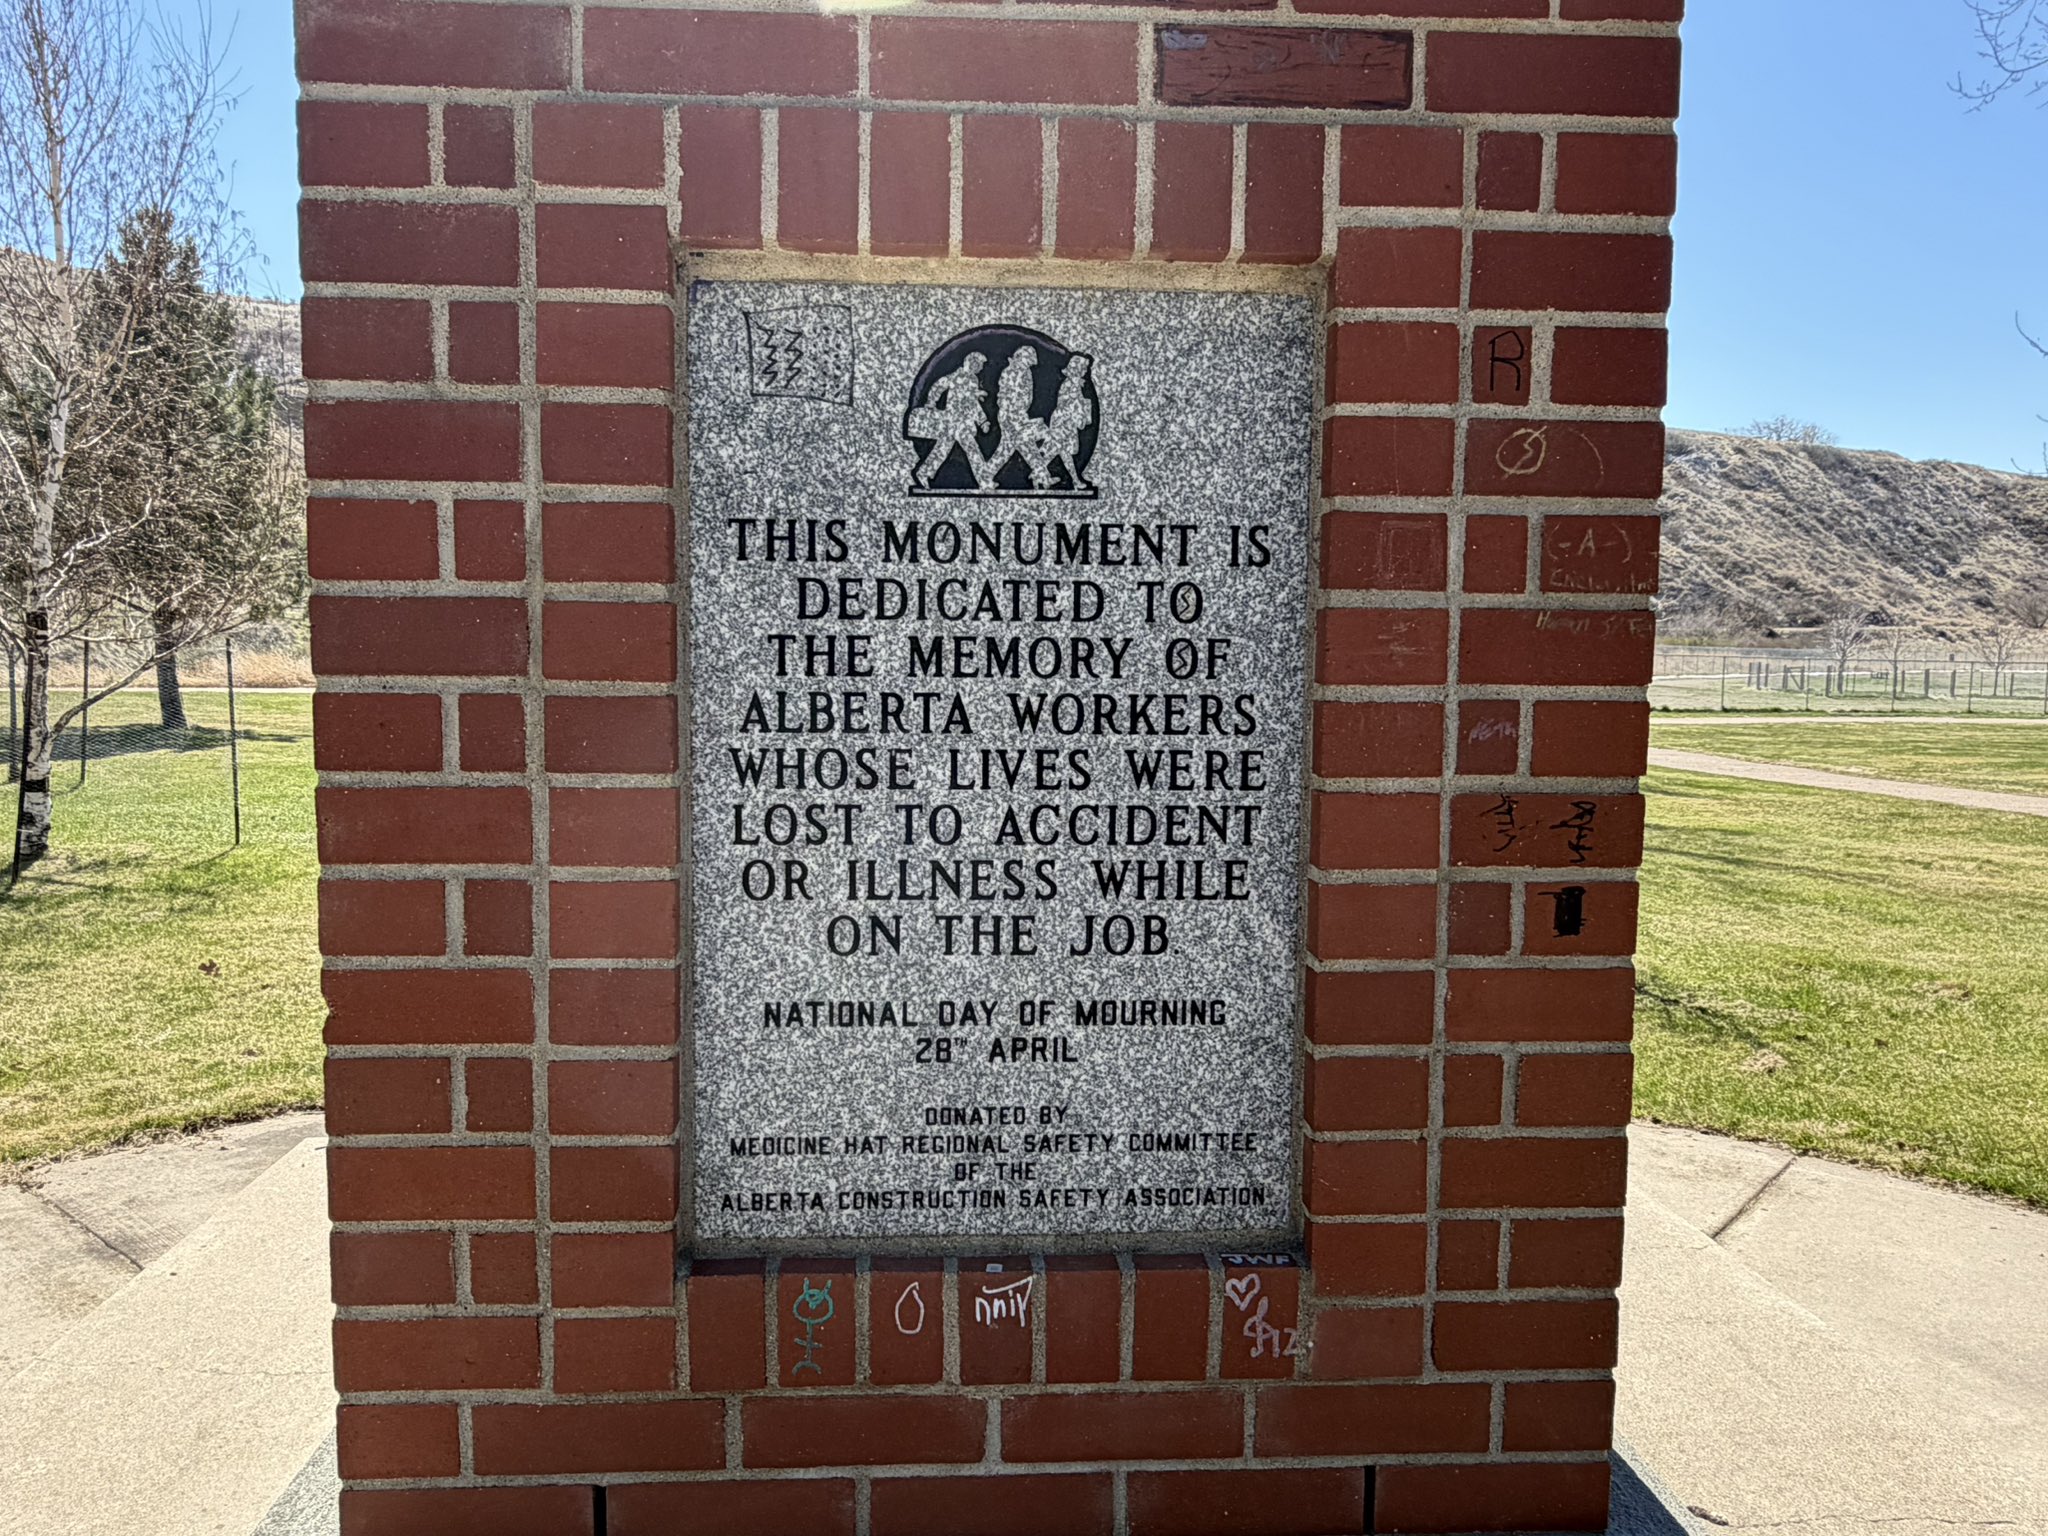 THIS MONUMENT IS
DEDICATED TO
THE MEMORY OF
ALBERTA WORKERS
WHOSE LIVES WERE
LOST TO ACCIDENT
OR ILLNESS WHILE
ON THE JOB.
NATIONAL DAY OF MOURNING
28TH APRIL
DONATED BY
MEDICINE HAT REGIONAL SAFETY COMMITTEE
OF THE
ALBERTA CONSTRUCTION SAFETY ASSOCIATION
R
(-A-)
JWF